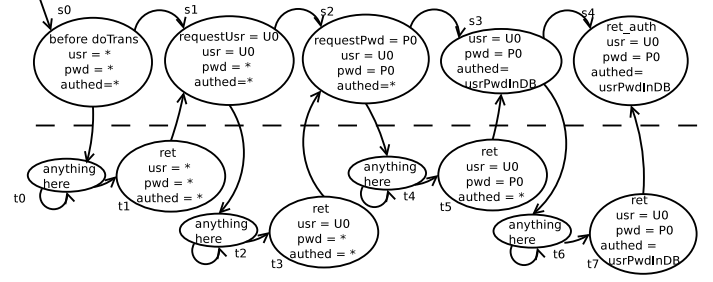 s0
s1
s2
s3
s4
before doTrans
usr = *
pwd = *
authed=*
requestUsr = U0
usr = U0
pwd = *
authed=*
requestPwd = P0
usr = U0
pwd = P0
authed=*
usr = U0
pwd = P0
authed=
usrPwdInDB
ret_auth
usr = U0
pwd = P0
authed=
usrPwdInDB
anything
here
t0
ret
usr = *
pwd = *
authed = *
t1
anything
here
t2
ret
usr = U0
pwd = *
authed = *
t3
anything
here
t4
ret
usr = U0
pwd = P0
authed = *
t5
anything
here
t6
ret
usr = U0
pwd = P0
authed =
usrPwdInDB
t7